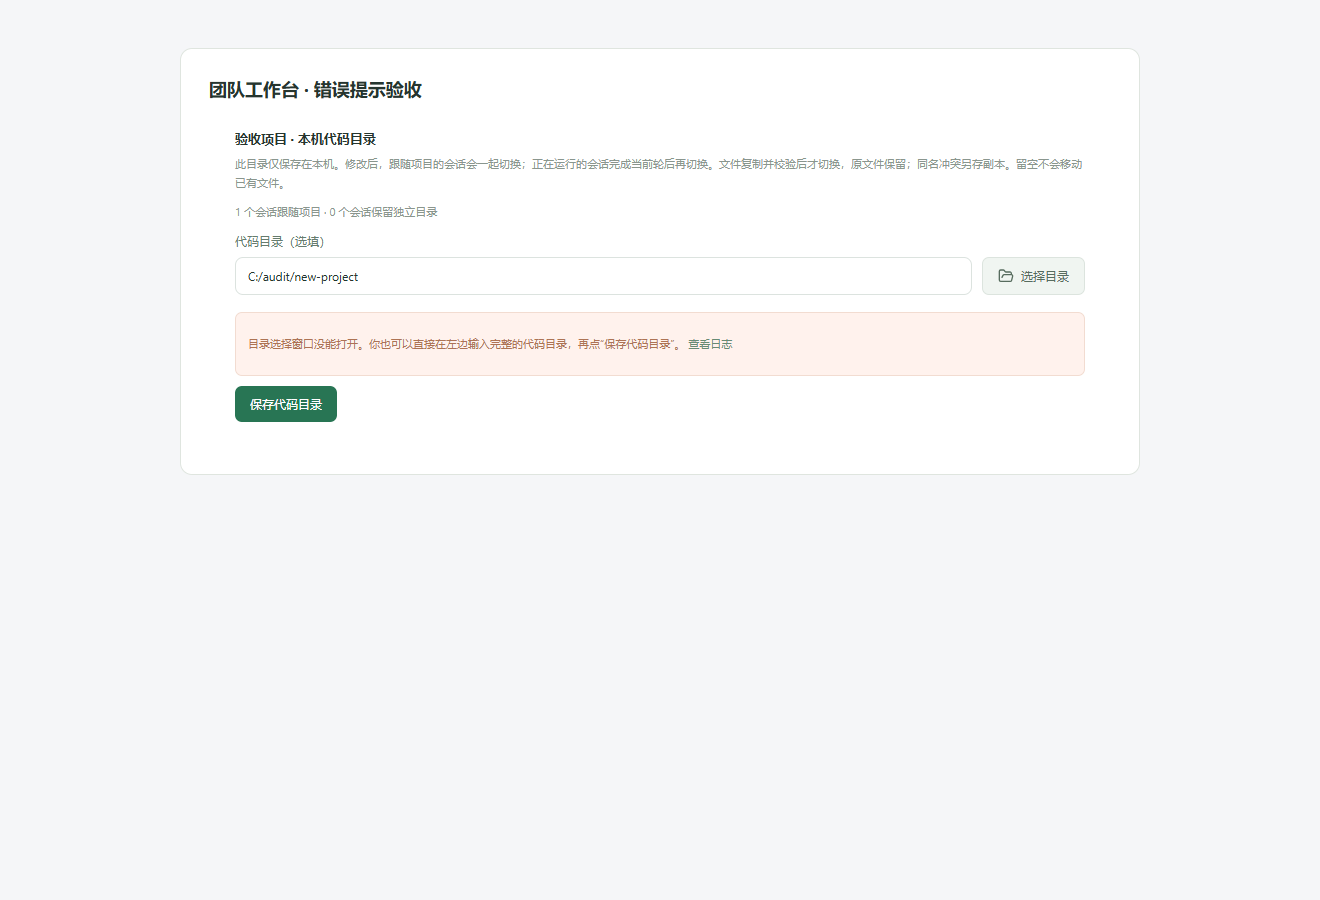 团队工作台 · 错误提示验收
验收项目 · 本机代码目录
此目录仅保存在本机。修改后，跟随项目的会话会一起切换；正在运行的会话完成当前轮后再切换。文件复制并校验后才切换，原文件保留；同名冲突另存副本。留空不会移动
已有文件。
1 个会话跟随项目 · 0 个会话保留独立目录
代码目录（选填）
C:/audit/new-project
选择目录
目录选择窗口没能打开。你也可以直接在左边输入完整的代码目录，再点“保存代码目录”。 查看日志
保存代码目录